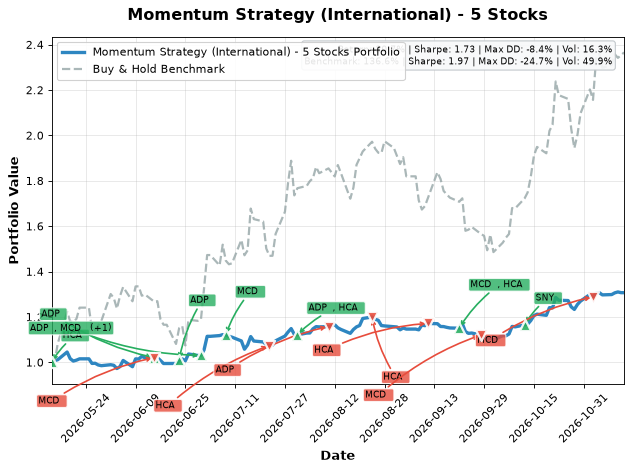 Momentum Strategy (International) - 5 Stocks
Momentum Strategy (International) - 5 Stocks Portfolio
Buy & Hold Benchmark
| Sharpe: 1.73 | Max DD: -8.4% | Vol: 16.3%
| Sharpe: 1.97 | Max DD: -24.7% | Vol: 49.9%
Portfolio Value
2.4
2.2
2.0
1.8
1.6
1.4
1.2
1.0
ADP
ADP , MCD (+1)
HCA
ADP
MCD
ADP , HCA
MCD , HCA
SNY
MCD
HCA
ADP
HCA
HCA
MCD
MCD
2026-05-24
2026-06-09
2026-06-25
2026-07-11
2026-07-27
2026-08-12
2026-08-28
2026-09-13
2026-09-29
2026-10-15
2026-10-31
Date